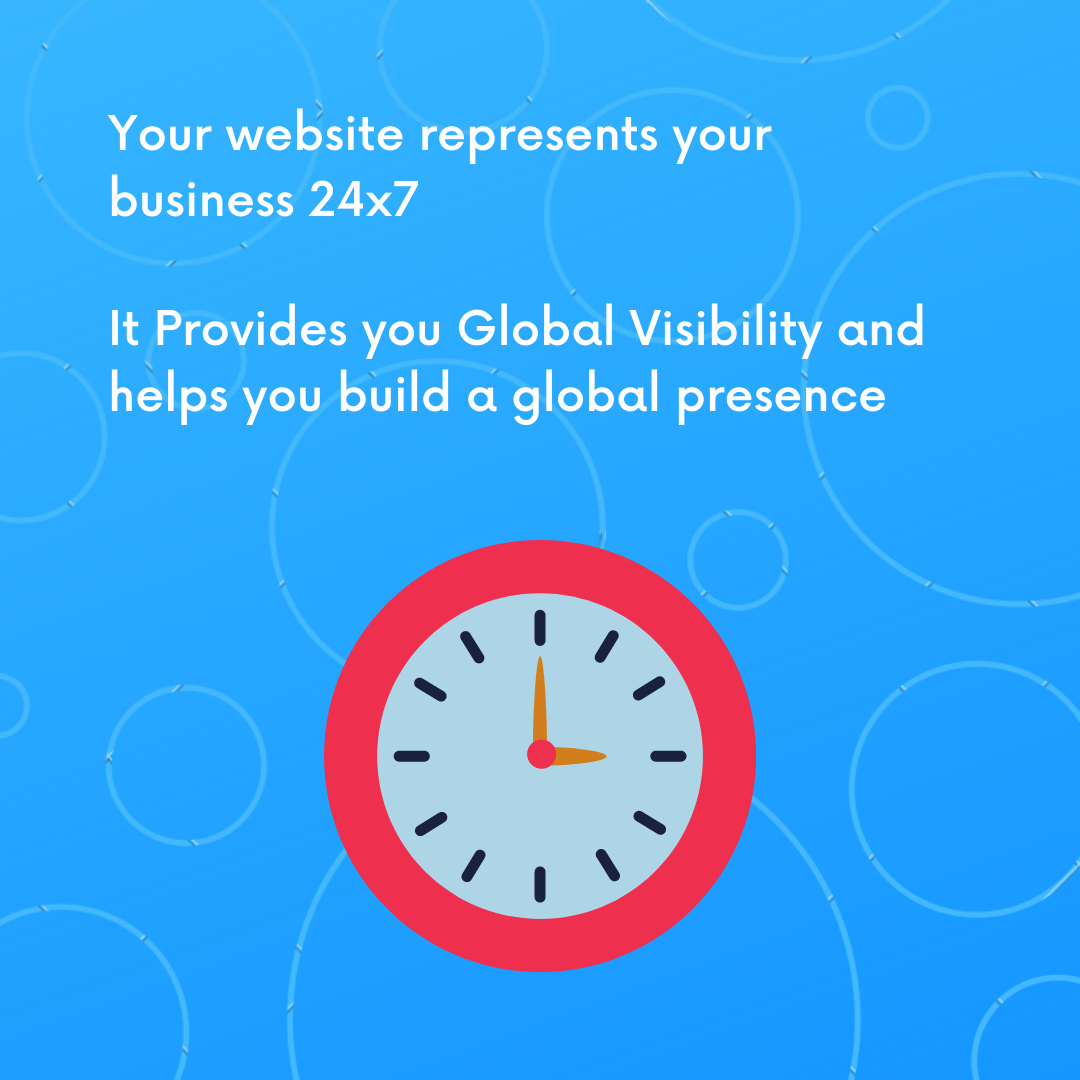 Your website represents your
business 24x7
It Provides you Global Visibility and
helps you build a global presence